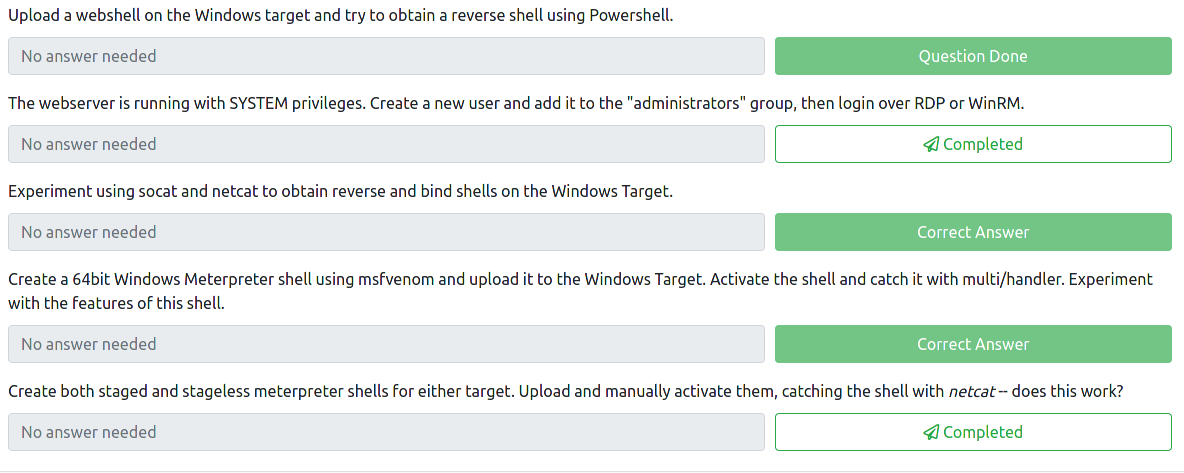 Upload a webshell on the Windows target and try to obtain a reverse shell using Powershell.
No answer needed
Question Done
The webserver is running with SYSTEM privileges. Create a new user and add it to the "administrators" group, then login over RDP or WinRM.
No answer needed
Completed
Experiment using socat and netcat to obtain reverse and bind shells on the Windows Target.
No answer needed
Correct Answer
Create a 64bit Windows Meterpreter shell using msfvenom and upload it to the Windows Target. Activate the shell and catch it with multi/handler. Experiment
with the features of this shell.
No answer needed
Correct Answer
Create both staged and stageless meterpreter shells for either target. Upload and manually activate them, catching the shell with netcat -- does this work?
No answer needed
Completed